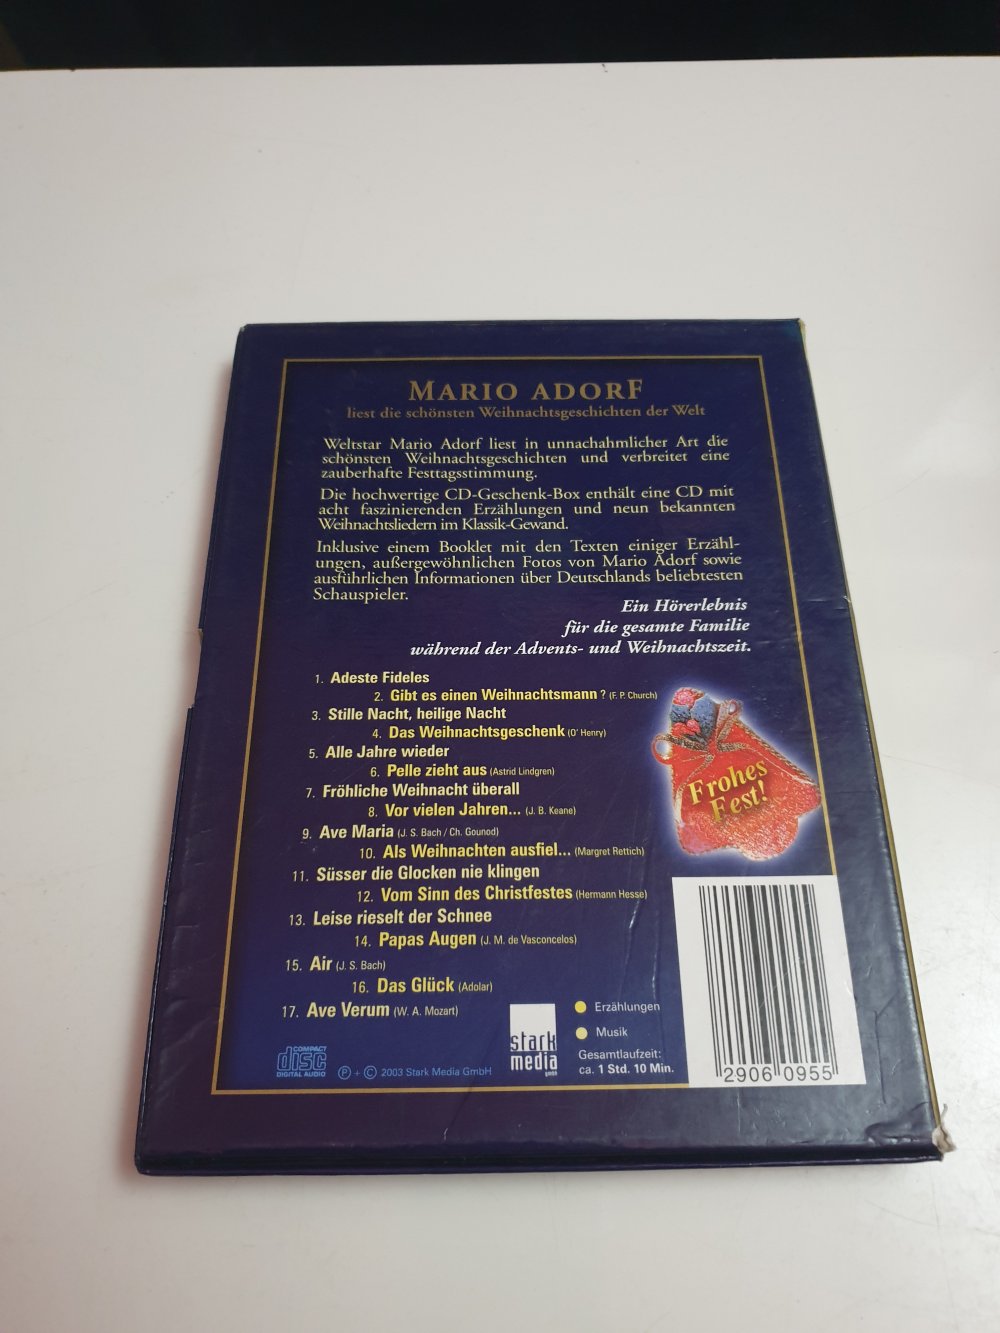 MARIO ADORF
liest die schönsten Weihnachtsgeschichten der Welt
Weltstar Mario Adorf liest in unnachahmlicher Art die
schönsten Weihnachtsgeschichten und verbreitet eine
zauberhafte Festtagsstimmung.
Die hochwertige CD-Geschenk-Box enthält eine CD mit
acht faszinierenden Erzählungen und neun bekannten
Weihnachtsliedern im Klassik-Gewand.
Inklusive einem Booklet mit den Texten einiger Erzähl-
ungen, außergewöhnlichen Fotos von Mario Adorf sowie
ausführlichen Informationen über Deutschlands beliebtesten
Schauspieler.
Ein Hörerlebnis
für die gesamte Familie
während der Advents- und Weihnachtszeit.
1. Adeste Fideles
2. Gibt es einen Weihnachtsmann ? (F. P. Church)
3. Stille Nacht, heilige Nacht
4. Das Weihnachtsgeschenk (O' Henry)
5. Alle Jahre wieder
6. Pelle zieht aus (Astrid Lindgren)
7. Fröhliche Weihnacht überall
8. Vor vielen Jahren... (J. B. Keane)
9. Ave Maria (J. S. Bach / Ch. Gounod)
10. Als Weihnachten ausfiel... (Margret Rettich)
11. Süsser die Glocken nie klingen
12. Vom Sinn des Christfestes (Hermann Hesse)
13. Leise rieselt der Schnee
14. Papas Augen (J. M. de Vasconcelos)
15. Air (J. S. Bach)
16. Das Glück (Adolar)
17. Ave Verum (W. A. Mozart)
Frohes
Fest!
COMPACT
disc
DIGITAL AUDIO
Ⓟ + © 2003 Stark Media GmbH
stark
media
gmbh
Erzählungen
Musik
Gesamtlaufzeit:
ca. 1 Std. 10 Min.
2906 0955